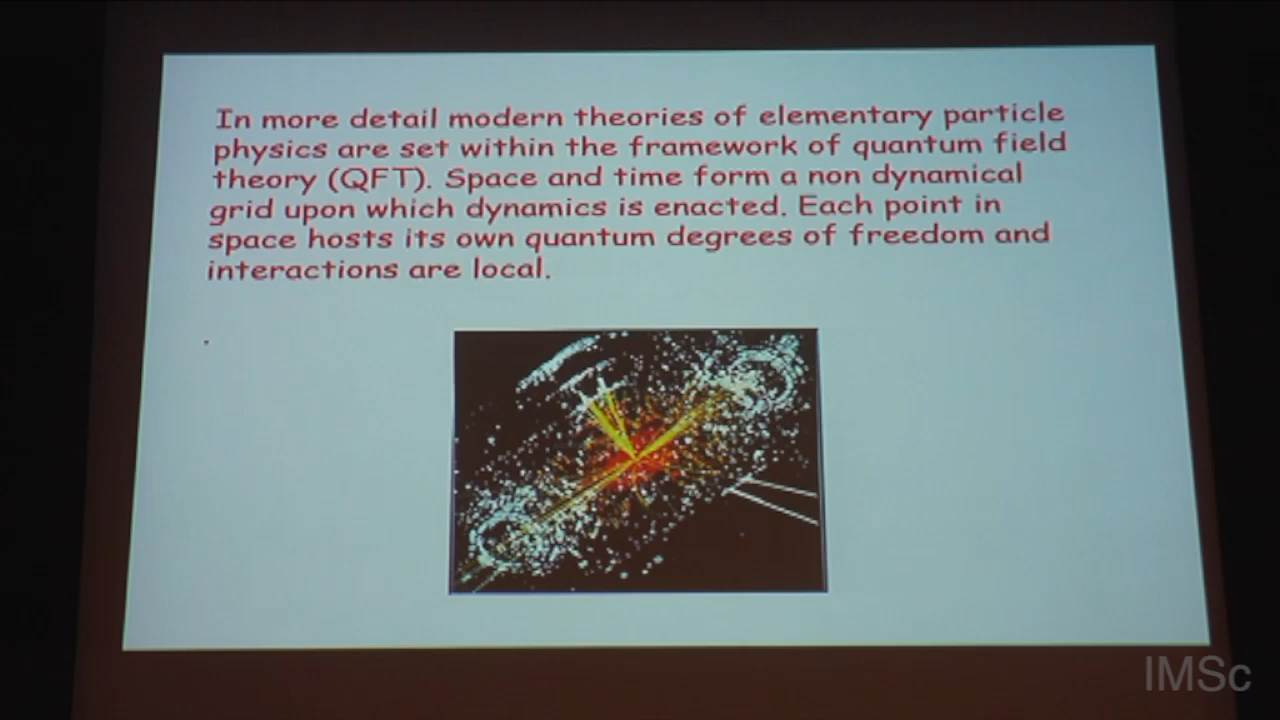 In more detail modern theories of elementary particle
physics are set within the framework of quantum field
theory (QFT). Space and time form a non dynamical
grid upon which dynamics is enacted. Each point in
space hosts its own quantum degrees of freedom and
interactions are local.
IMSc